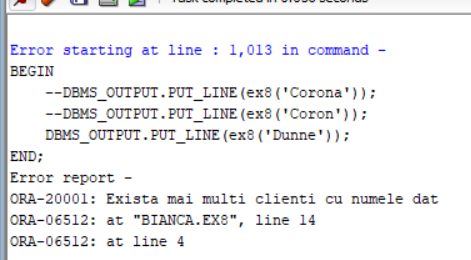 Task completed in 0.056 seconds
Error starting at line : 1,013 in command -
BEGIN
--DBMS_OUTPUT.PUT_LINE(ex8('Corona'));
--DBMS_OUTPUT.PUT_LINE(ex8('Coron'));
DBMS_OUTPUT.PUT_LINE(ex8('Dunne'));
END;
Error report -
ORA-20001: Exista mai multi clienti cu numele dat
ORA-06512: at "BIANCA.EX8", line 14
ORA-06512: at line 4